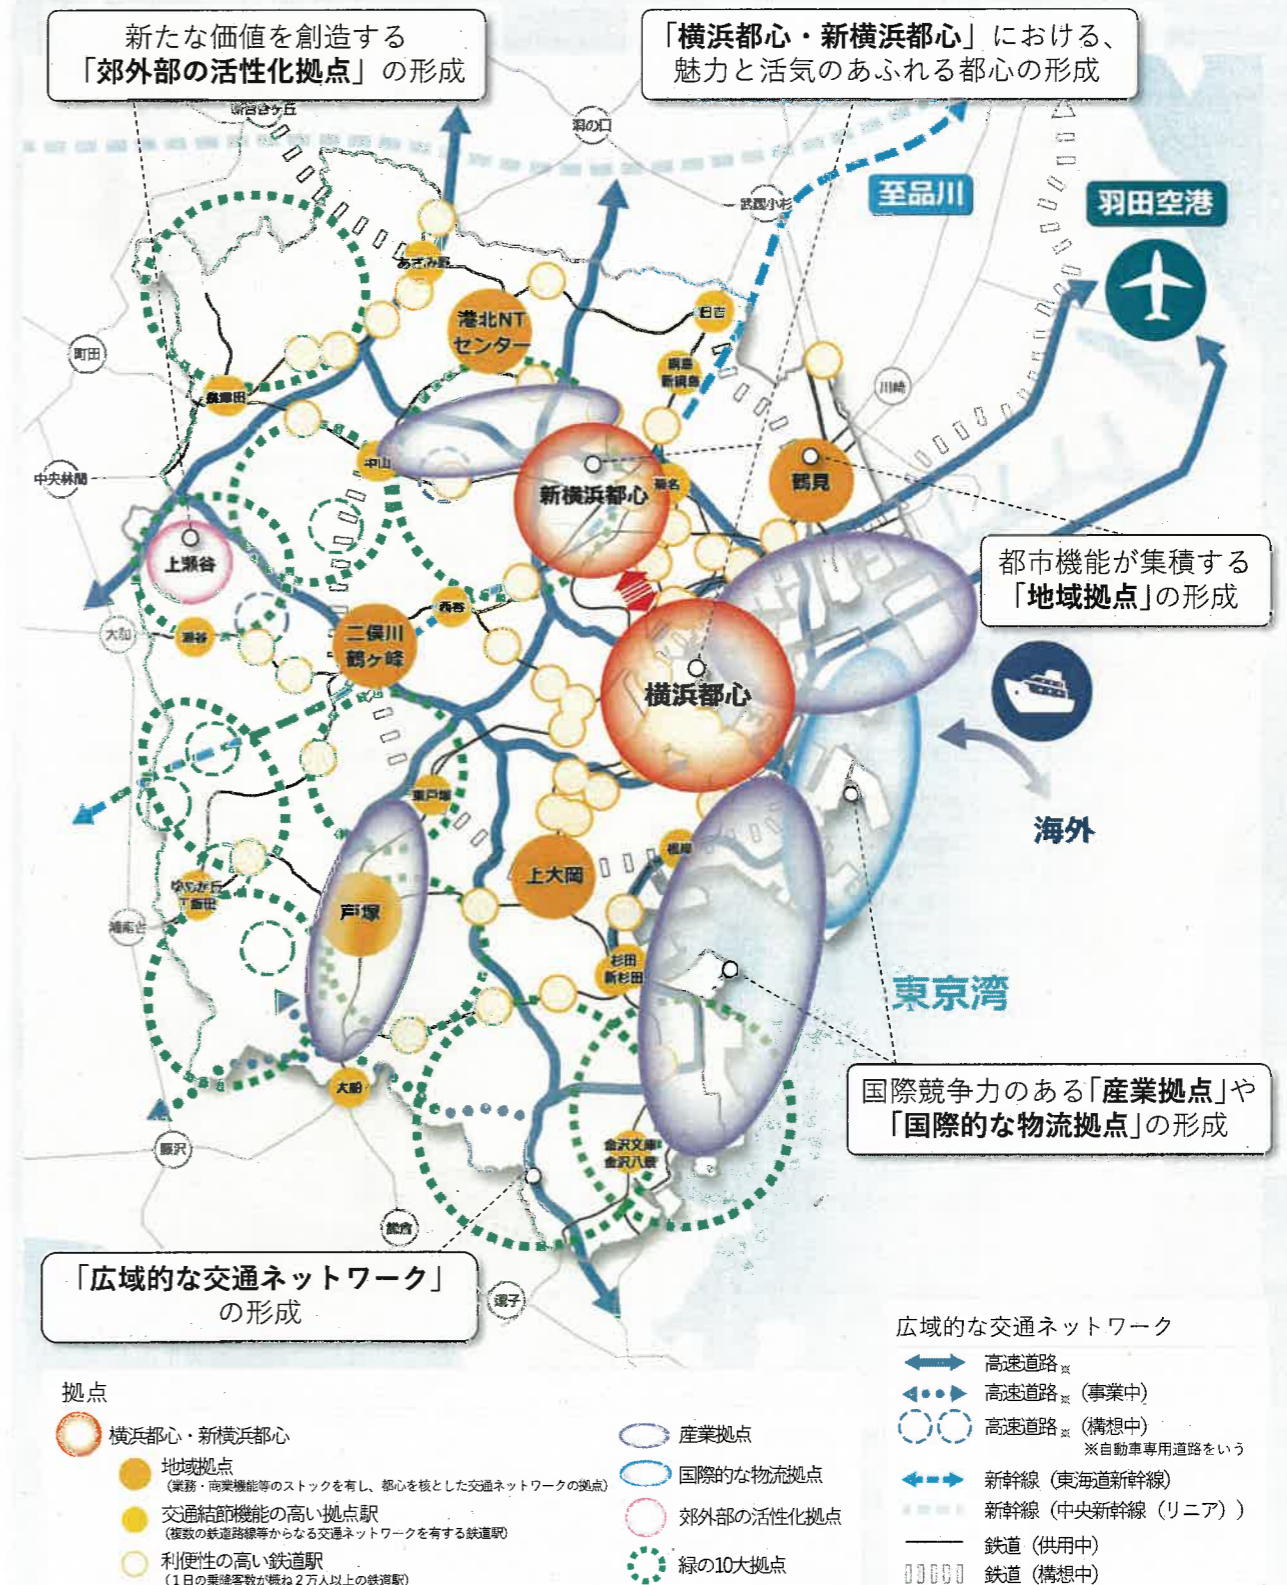 新たな価値を創造する
「郊外部の活性化拠点」の形成
「横浜都心・新横浜都心」における、
魅力と活気のあふれる都心の形成
溝の口
武蔵小杉
至品川
羽田空港
あざみ野
港北NT
センター
日吉
綱島
新綱島
町田
長津田
川崎
中山
中央林間
新横浜都心
菊名
鶴見
上瀬谷
都市機能が集積する
「地域拠点」の形成
大和
瀬谷
西谷
二俣川
鶴ヶ峰
横浜都心
海外
東戸塚
根岸
上大岡
戸塚
ゆめが丘
下飯田
湘南台
杉田
新杉田
東京湾
大船
国際競争力のある「産業拠点」や
「国際的な物流拠点」の形成
藤沢
金沢文庫
金沢八景
鎌倉
「広域的な交通ネットワーク」
の形成
逗子
拠点
横浜都心・新横浜都心
地域拠点
(業務・商業機能等のストックを有し、都心を核とした交通ネットワークの拠点)
交通結節機能の高い拠点駅
(複数の鉄道路線等からなる交通ネットワークを有する鉄道駅)
利便性の高い鉄道駅
(1日の乗降客数が概ね2万人以上の鉄道駅)
産業拠点
国際的な物流拠点
郊外部の活性化拠点
緑の10大拠点
広域的な交通ネットワーク
高速道路※
高速道路※(事業中)
高速道路※(構想中)
※自動車専用道路をいう
新幹線(東海道新幹線)
新幹線(中央新幹線(リニア))
鉄道(供用中)
鉄道(構想中)